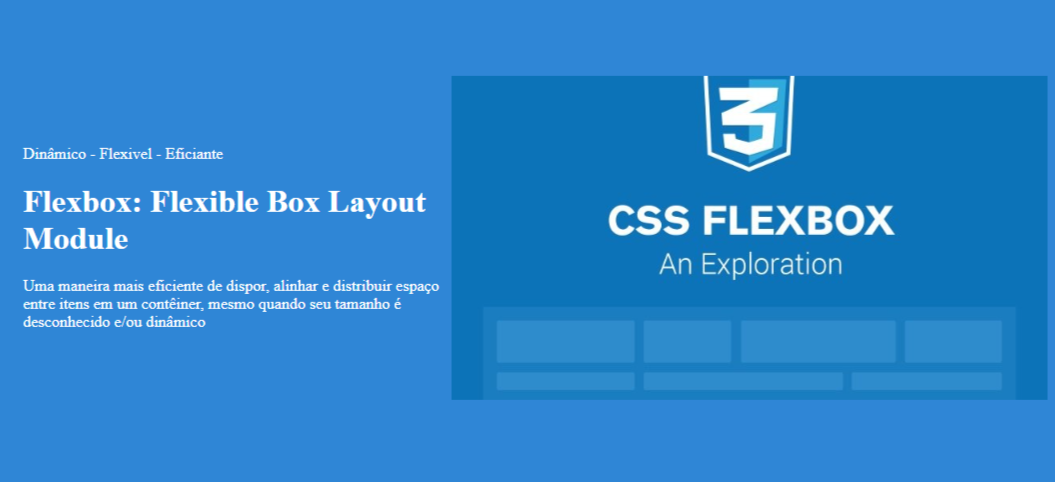 Dinâmico - Flexivel - Eficiante
Flexbox: Flexible Box Layout
Module
Uma maneira mais eficiente de dispor, alinhar e distribuir espaço
entre itens em um contêiner, mesmo quando seu tamanho é
desconhecido e/ou dinâmico
3
CSS FLEXBOX
An Exploration